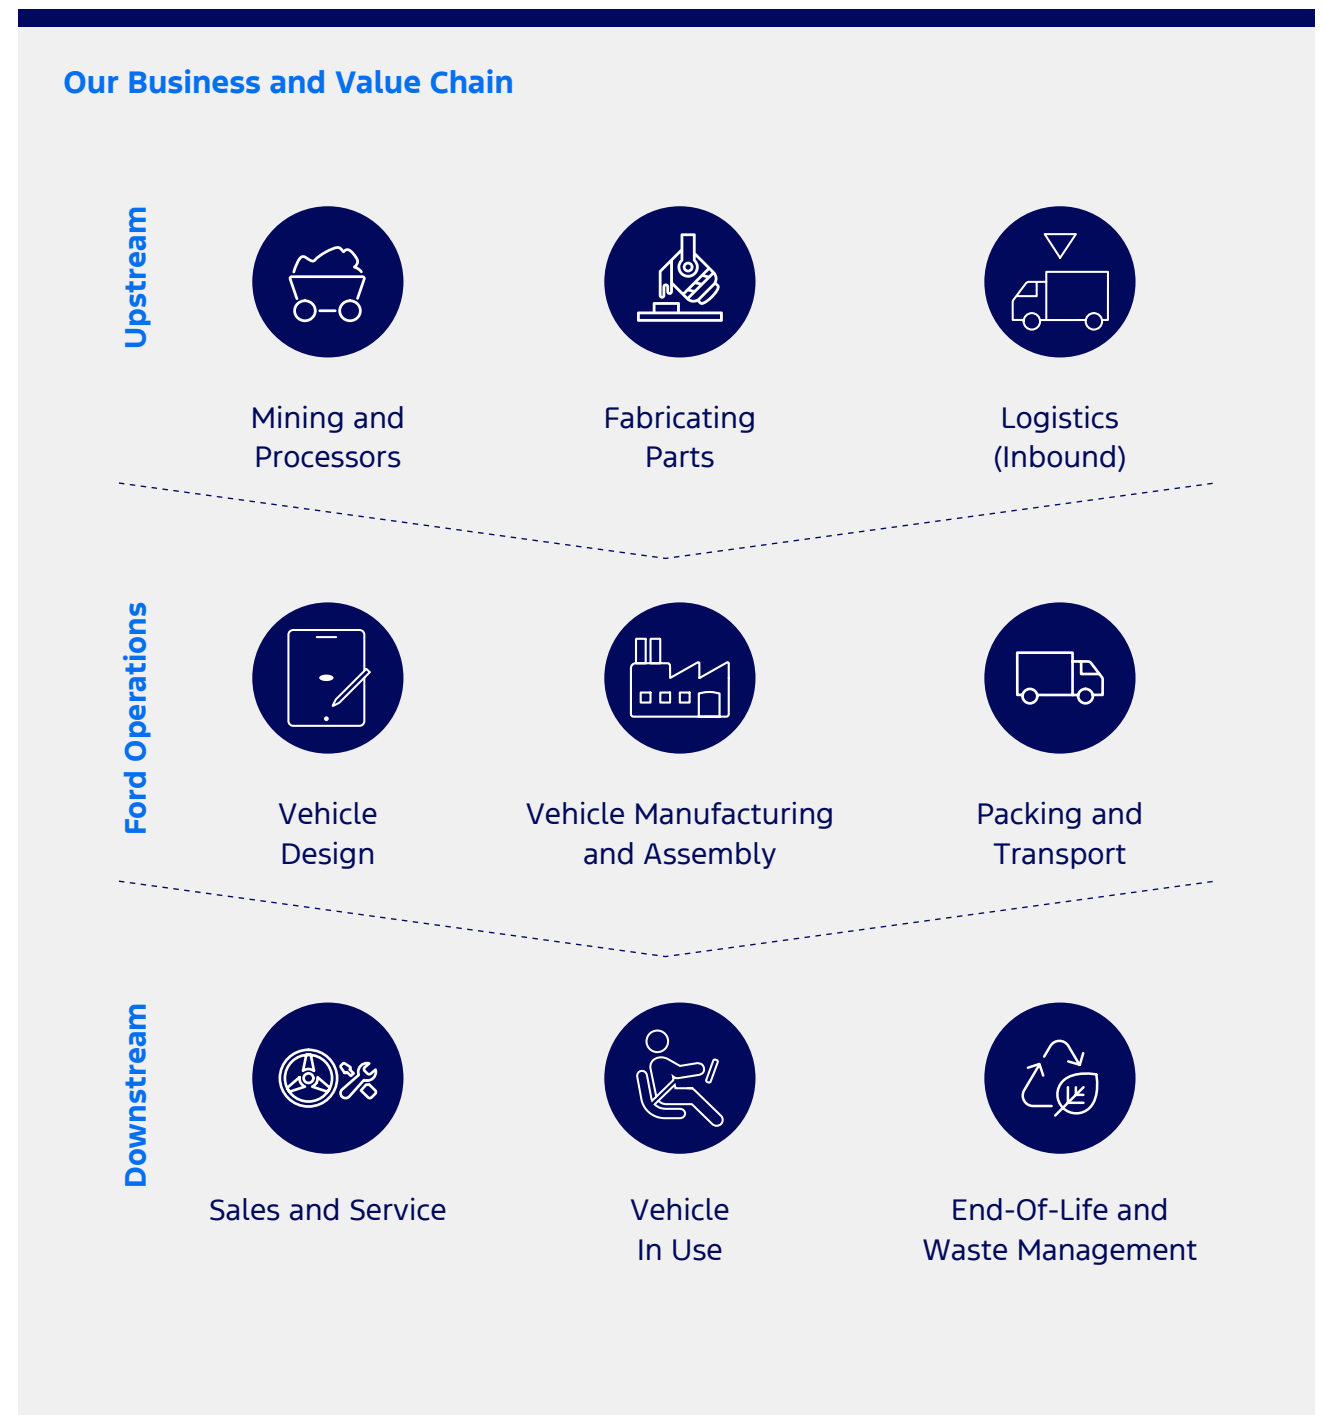 Our Business and Value Chain
Upstream
Mining and
Processors
Fabricating
Parts
Logistics
(Inbound)
Ford Operations
Vehicle
Design
Vehicle Manufacturing
and Assembly
Packing and
Transport
Downstream
Sales and Service
Vehicle
In Use
End-Of-Life and
Waste Management